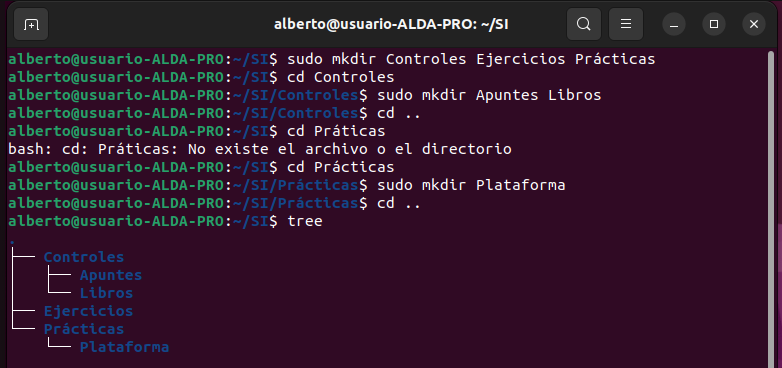 alberto@usuario-ALDA-PRO: ~/SI
alberto@usuario-ALDA-PRO:~/SI$ sudo mkdir Controles Ejercicios Prácticas
alberto@usuario-ALDA-PRO:~/SI$ cd Controles
alberto@usuario-ALDA-PRO:~/SI/Controles$ sudo mkdir Apuntes Libros
alberto@usuario-ALDA-PRO:~/SI/Controles$ cd ..
alberto@usuario-ALDA-PRO:~/SI$ cd Práticas
bash: cd: Práticas: No existe el archivo o el directorio
alberto@usuario-ALDA-PRO:~/SI$ cd Prácticas
alberto@usuario-ALDA-PRO:~/SI/Prácticas$ sudo mkdir Plataforma
alberto@usuario-ALDA-PRO:~/SI/Prácticas$ cd ..
alberto@usuario-ALDA-PRO:~/SI$ tree
.
├── Controles
│   ├── Apuntes
│   └── Libros
├── Ejercicios
└── Prácticas
    └── Plataforma